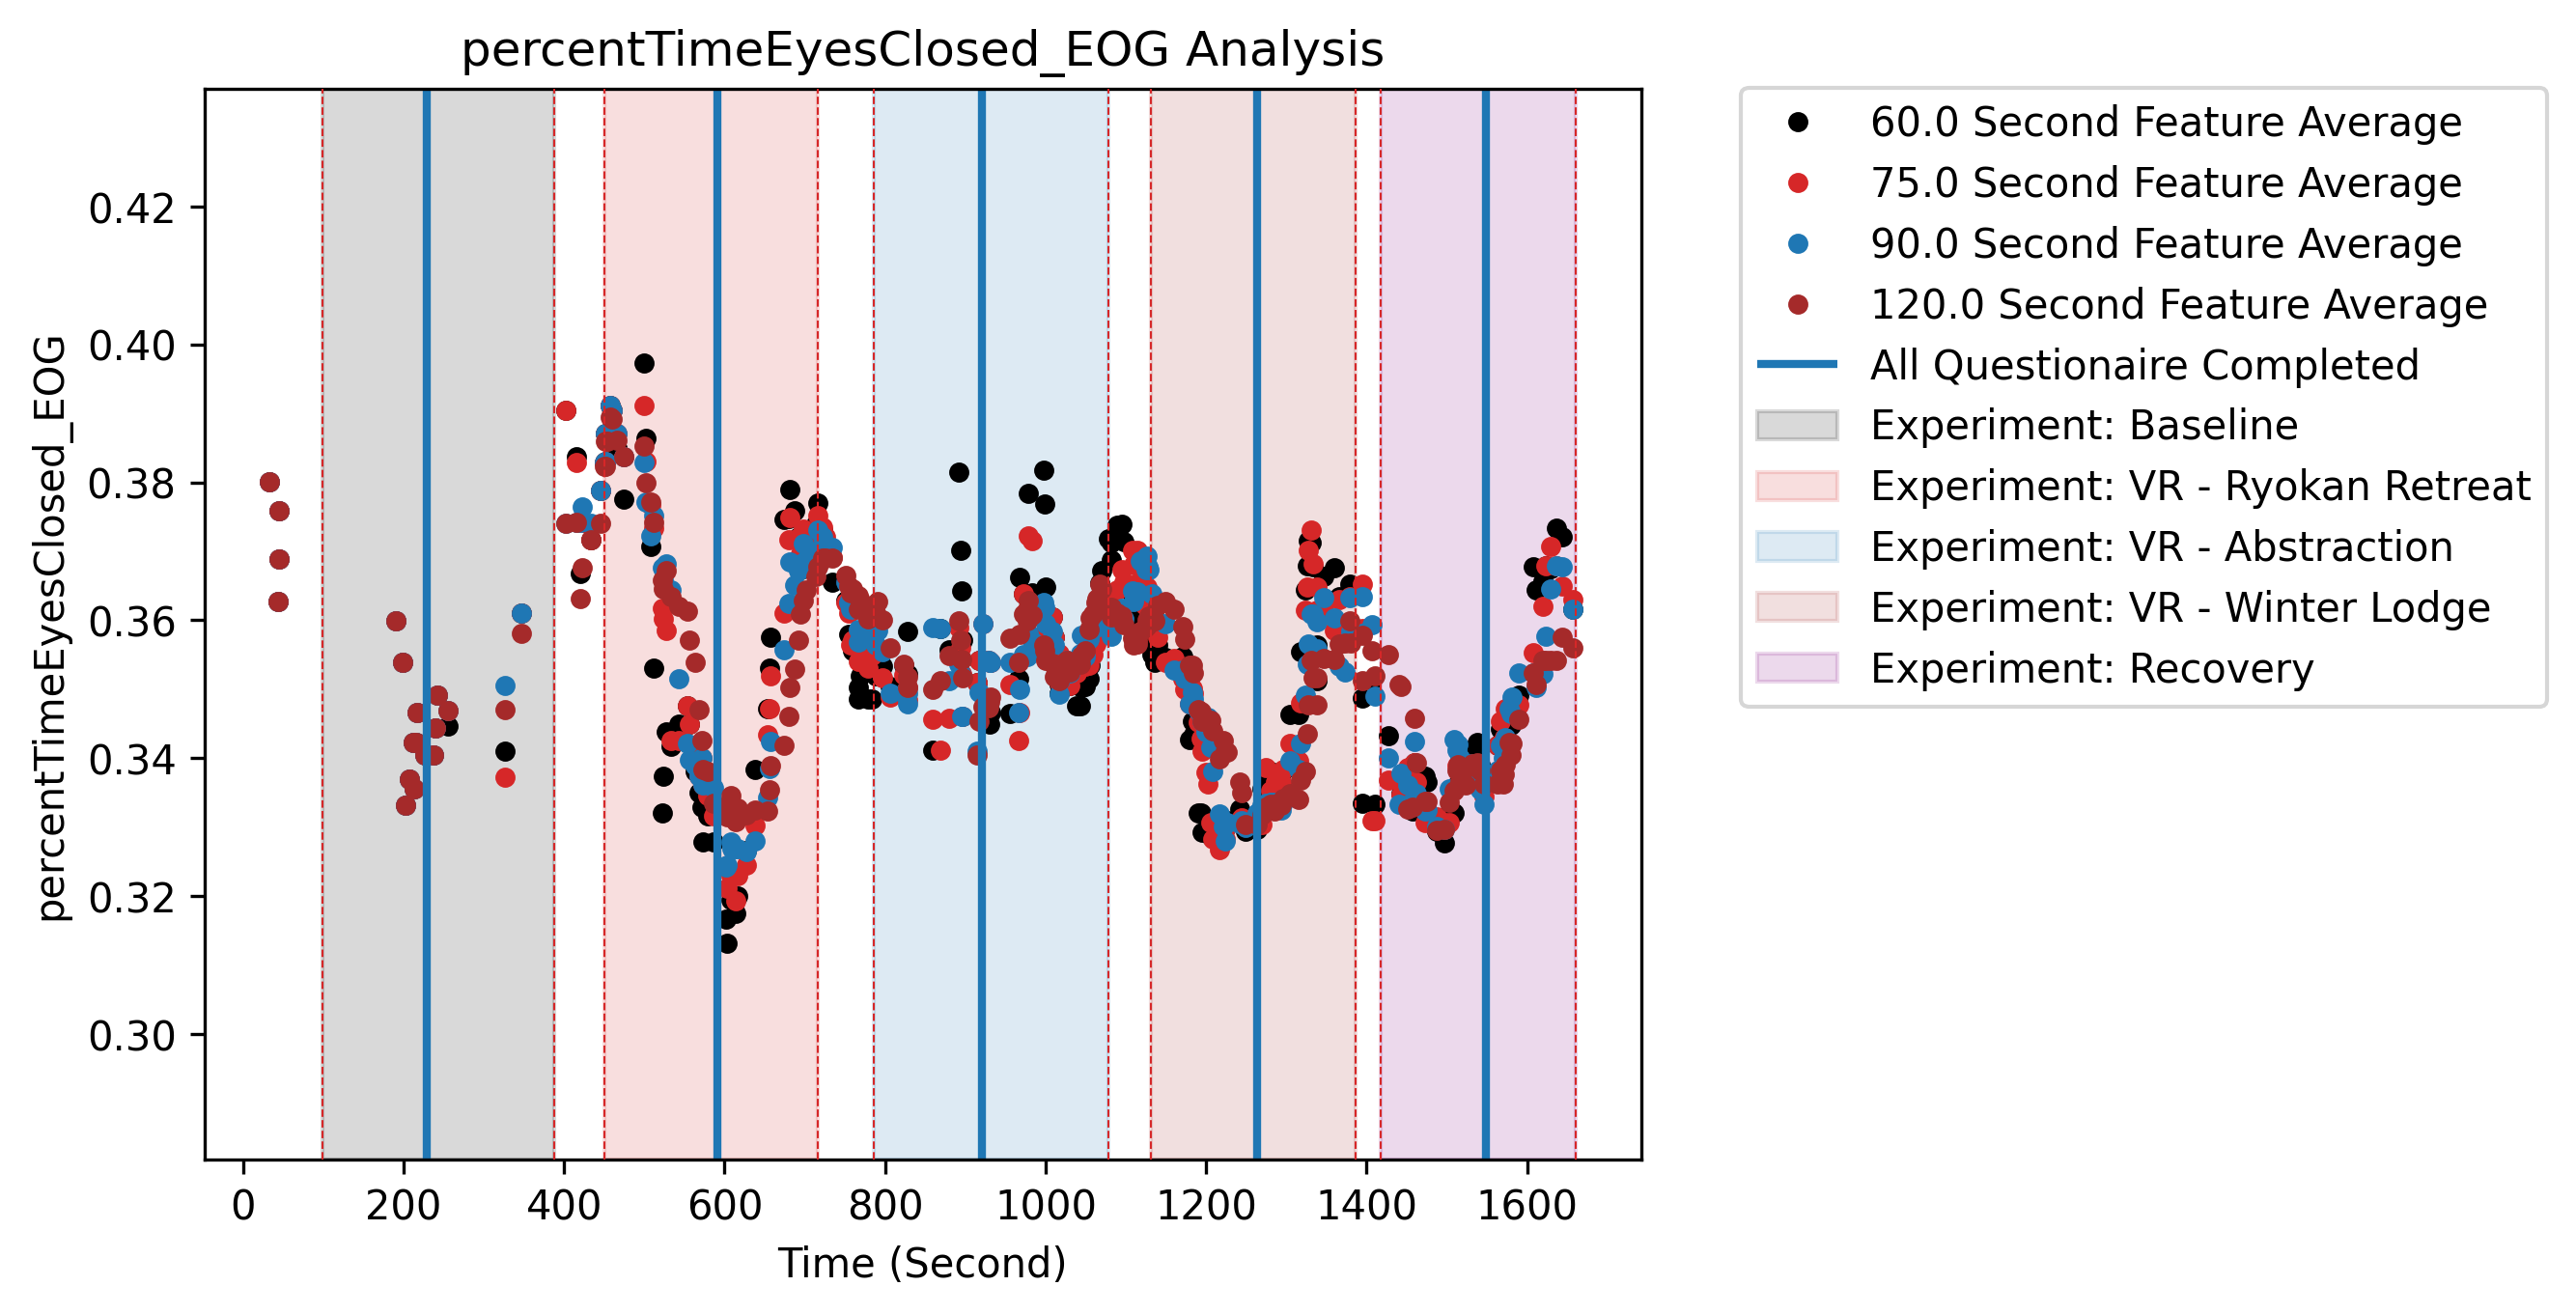 percentTimeEyesClosed_EOG Analysis
percentTimeEyesClosed_EOG
0.42
0.40
0.38
0.36
0.34
0.32
0.30
0 200 400 600 800 1000 1200 1400 1600
Time (Second)
60.0 Second Feature Average
75.0 Second Feature Average
90.0 Second Feature Average
120.0 Second Feature Average
All Questionaire Completed
Experiment: Baseline
Experiment: VR - Ryokan Retreat
Experiment: VR - Abstraction
Experiment: VR - Winter Lodge
Experiment: Recovery